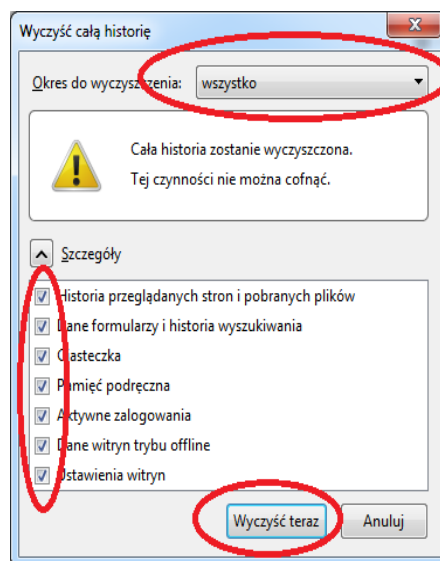 Wyczyść całą historię
Okres do wyczyszczenia: wszystko
Cała historia zostanie wyczyszczona.
Tej czynności nie można cofnąć.
Szczegóły
Historia przeglądanych stron i pobranych plików
Dane formularzy i historia wyszukiwania
Ciasteczka
Pamięć podręczna
Aktywne zalogowania
Dane witryn trybu offline
Ustawienia witryn
Wyczyść teraz Anuluj